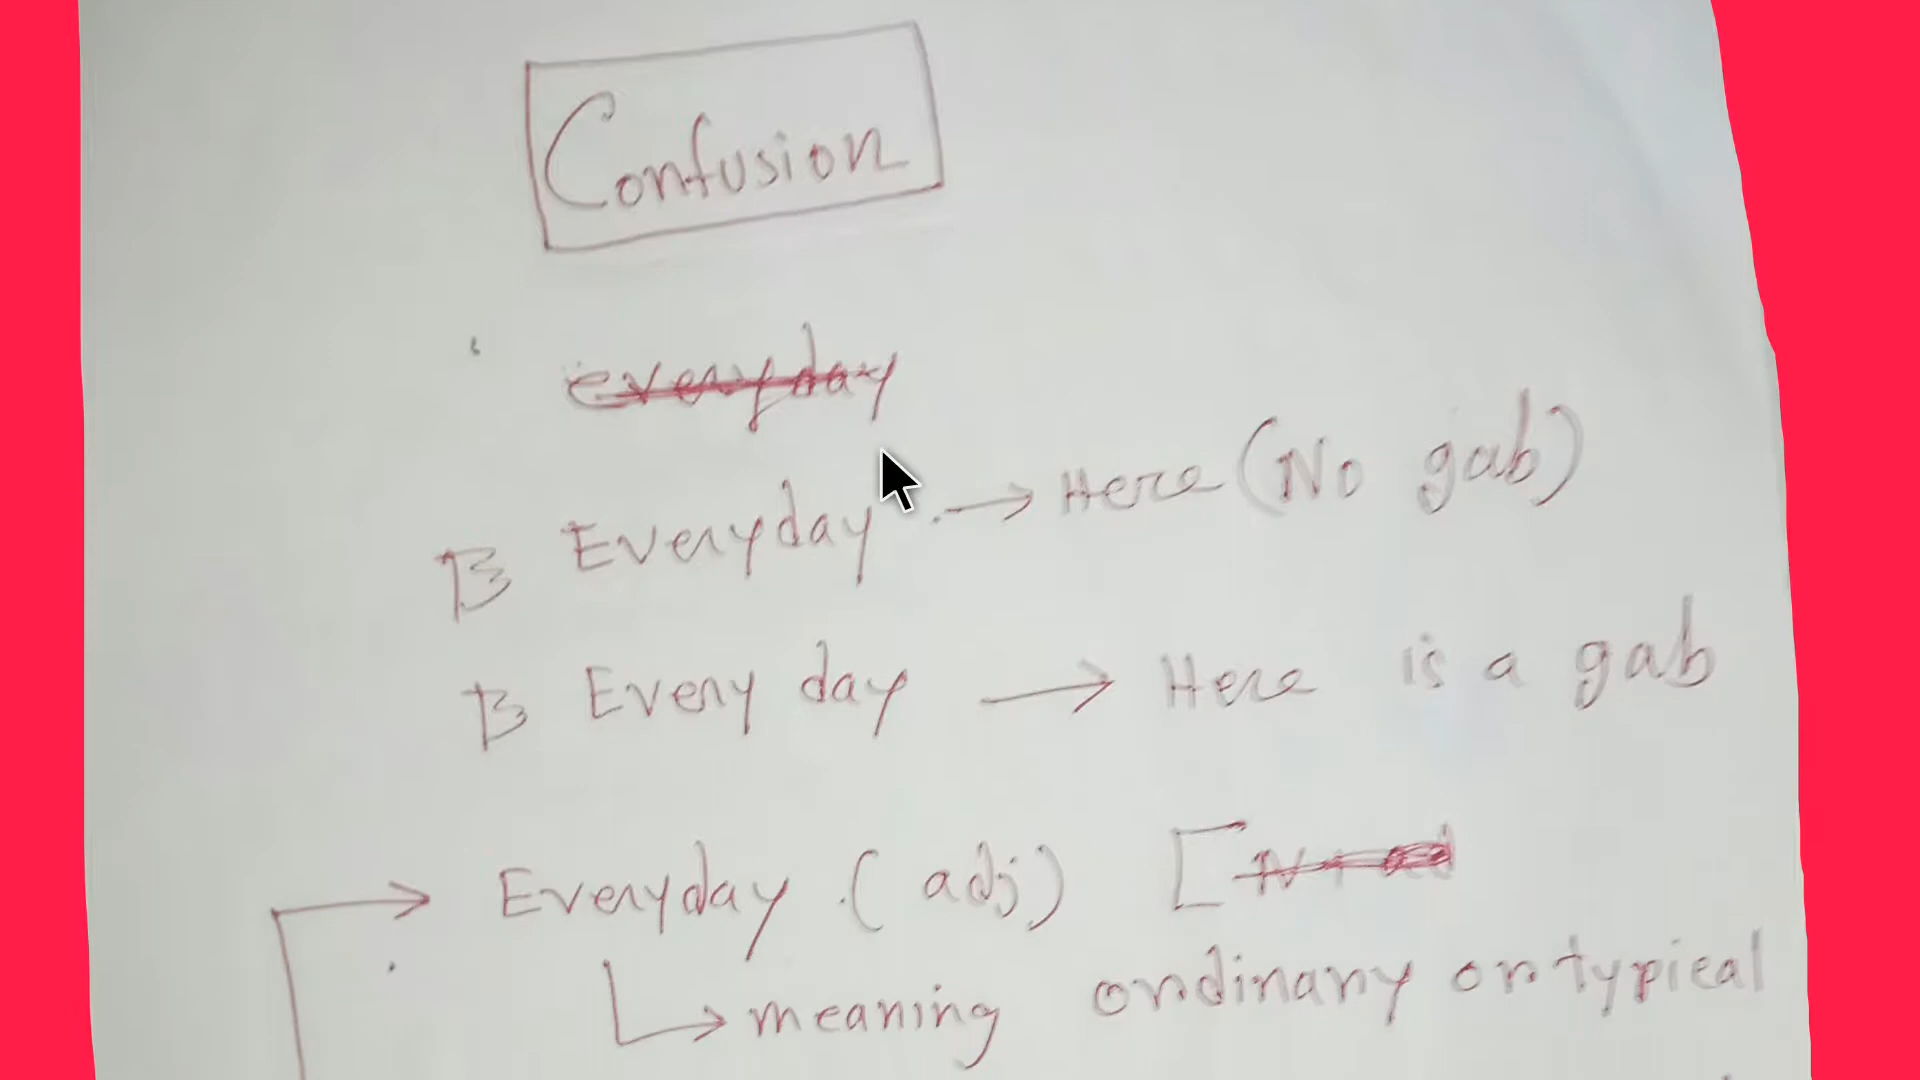 Confusion
everyday
Everyday → Here (No gab)
Every day → Here is a gab
→ Everyday (adj) [
↳ meaning ordinary or typical